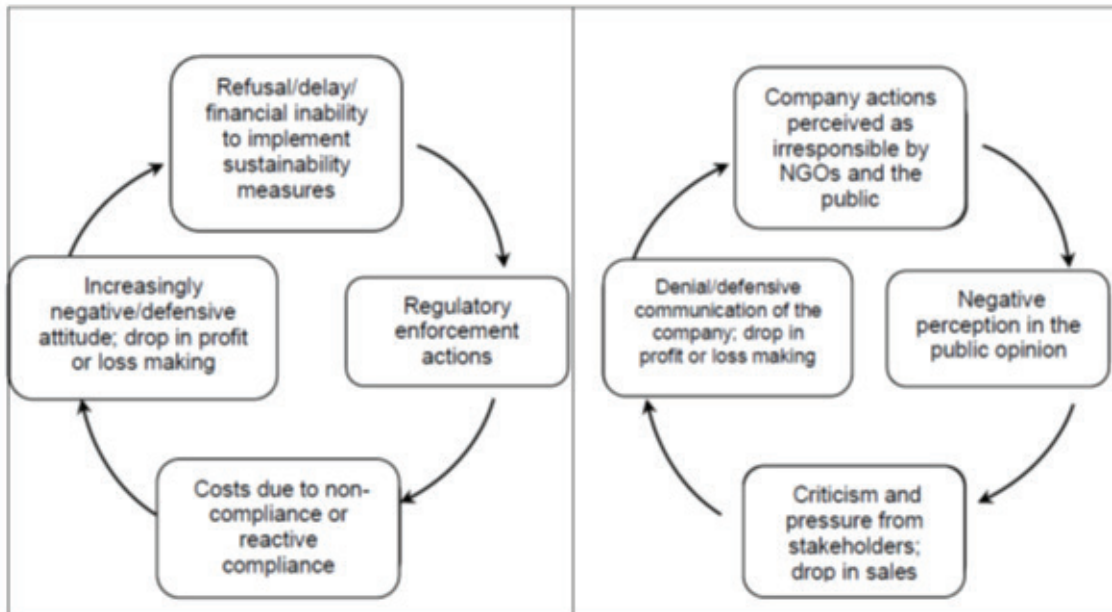 Refusal/delay/
financial inability
to implement
sustainability
measures
Regulatory
enforcement
actions
Costs due to non-
compliance or
reactive
compliance
Increasingly
negative/defensive
attitude; drop in profit
or loss making
Company actions
perceived as
irresponsible by
NGOs and the
public
Negative
perception in the
public opinion
Criticism and
pressure from
stakeholders;
drop in sales
Denial/defensive
communication of the
company; drop in
profit or loss making